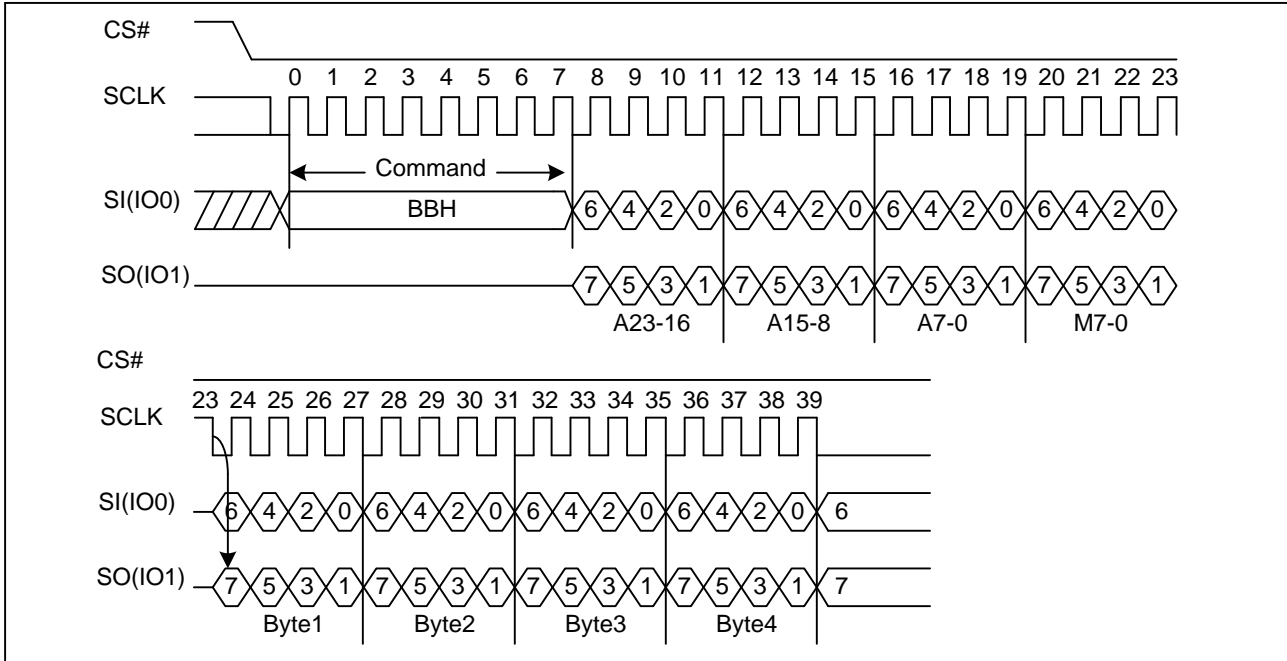 CS#
0 1 2 3 4 5 6 7 8 9 10 11 12 13 14 15 16 17 18 19 20 21 22 23
SCLK
Command
SI(IO0) BBH 6 4 2 0 6 4 2 0 6 4 2 0 6 4 2 0
SO(IO1) 7 5 3 1 7 5 3 1 7 5 3 1 7 5 3 1
A23-16 A15-8 A7-0 M7-0
CS#
23 24 25 26 27 28 29 30 31 32 33 34 35 36 37 38 39
SCLK
SI(IO0) 6 4 2 0 6 4 2 0 6 4 2 0 6 4 2 0 6
SO(IO1) 7 5 3 1 7 5 3 1 7 5 3 1 7 5 3 1 7
Byte1 Byte2 Byte3 Byte4